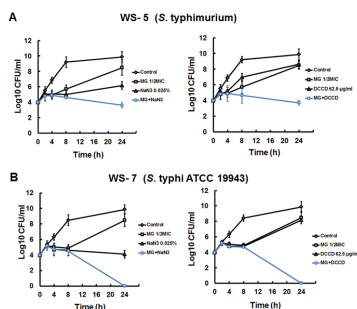 A
WS- 5 (S. typhimurium)
Log10 CFU/ml
12
10
8
6
4
2
0
0 4 8 12 16 20 24
Time (h)
Control
MG 1/2MIC
NaN3 0.025%
MG+NaN3
Log10 CFU/ml
12
10
8
6
4
2
0
0 4 8 12 16 20 24
Time (h)
Control
MG 1/2MIC
DCCD 62.5 µg/ml
MG+DCCD
B
WS- 7 (S. typhi ATCC 19943)
Log10 CFU/ml
12
10
8
6
4
2
0
0 4 8 12 16 20 24
Time (h)
Control
MG 1/2MIC
NaN3 0.025%
MG+NaN3
Log10 CFU/ml
12
10
8
6
4
2
0
0 4 8 12 16 20 24
Time (h)
Control
MG 1/2MIC
DCCD 62.5 µg/m
MG+DCCD